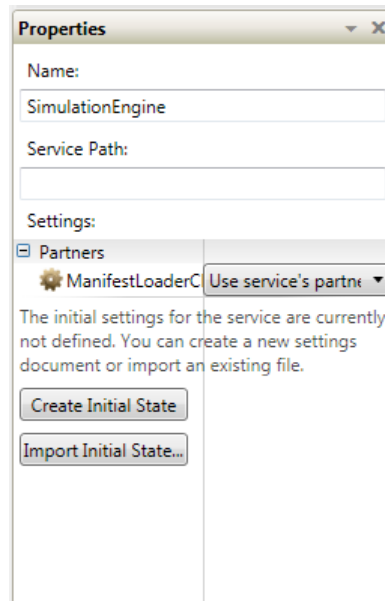 Properties
Name:
SimulationEngine
Service Path:
Settings:
Partners
ManifestLoaderCl Use service's partne
The initial settings for the service are currently
not defined. You can create a new settings
document or import an existing file.
Create Initial State
Import Initial State...